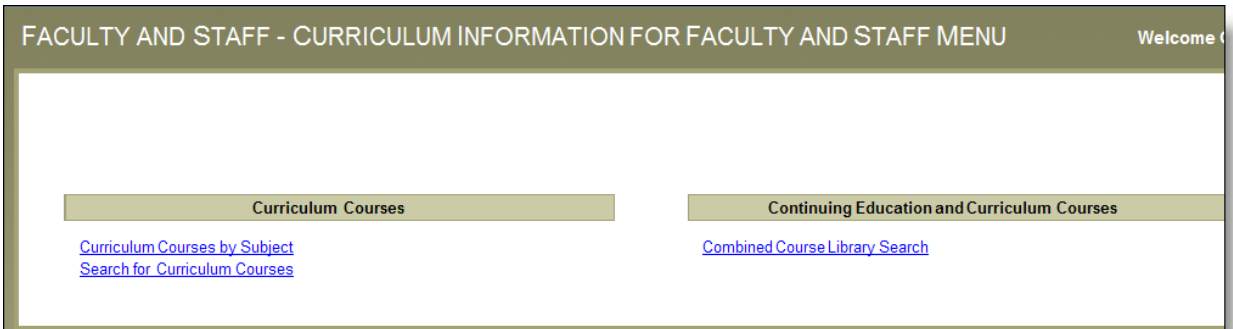 FACULTY AND STAFF - CURRICULUM INFORMATION FOR FACULTY AND STAFF MENU
Welcome
Curriculum Courses
Curriculum Courses by Subject
Search for Curriculum Courses
Continuing Education and Curriculum Courses
Combined Course Library Search